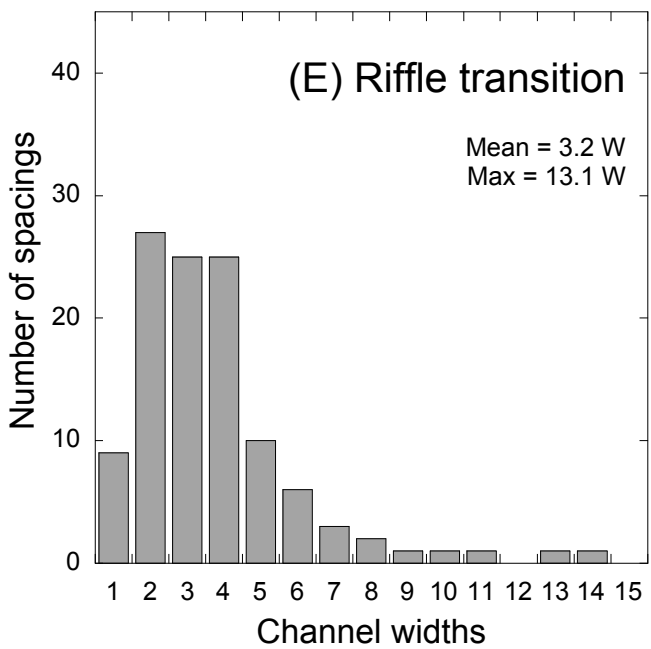 (E) Riffle transition
Mean = 3.2 W
Max = 13.1 W
Number of spacings
40
30
20
10
0
1 2 3 4 5 6 7 8 9 10 11 12 13 14 15
Channel widths